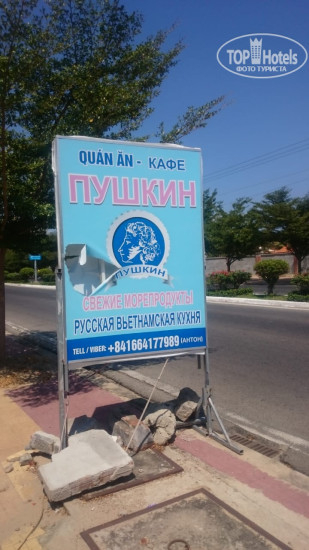 TOP Hotels
ФОТО ТУРИСТА
QUÁN ĂN - КАФЕ
ПУШКИН
ПУШКИН
СВЕЖИЕ МОРЕПРОДУКТЫ
РУССКАЯ ВЬЕТНАМСКАЯ КУХНЯ
TELL / VIBER: +841664177989 (АНТОН)